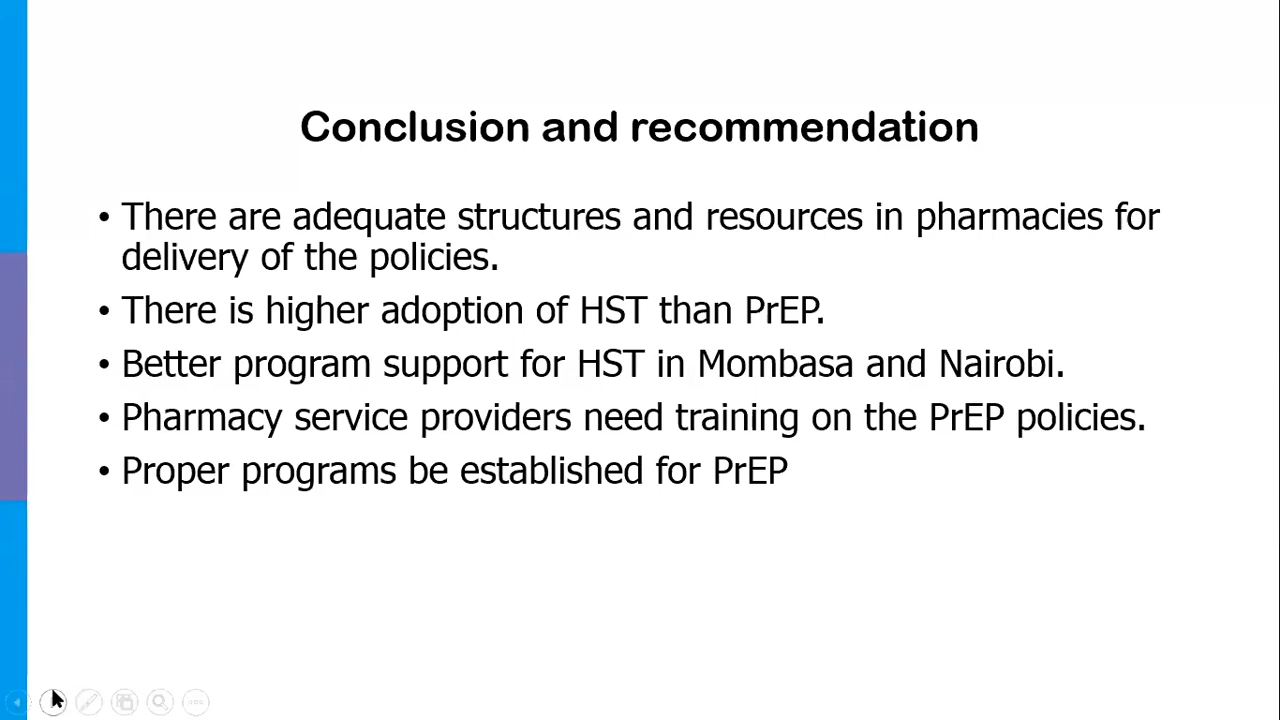 Conclusion and recommendation
• There are adequate structures and resources in pharmacies for
delivery of the policies.
• There is higher adoption of HST than PrEP.
• Better program support for HST in Mombasa and Nairobi.
• Pharmacy service providers need training on the PrEP policies.
• Proper programs be established for PrEP